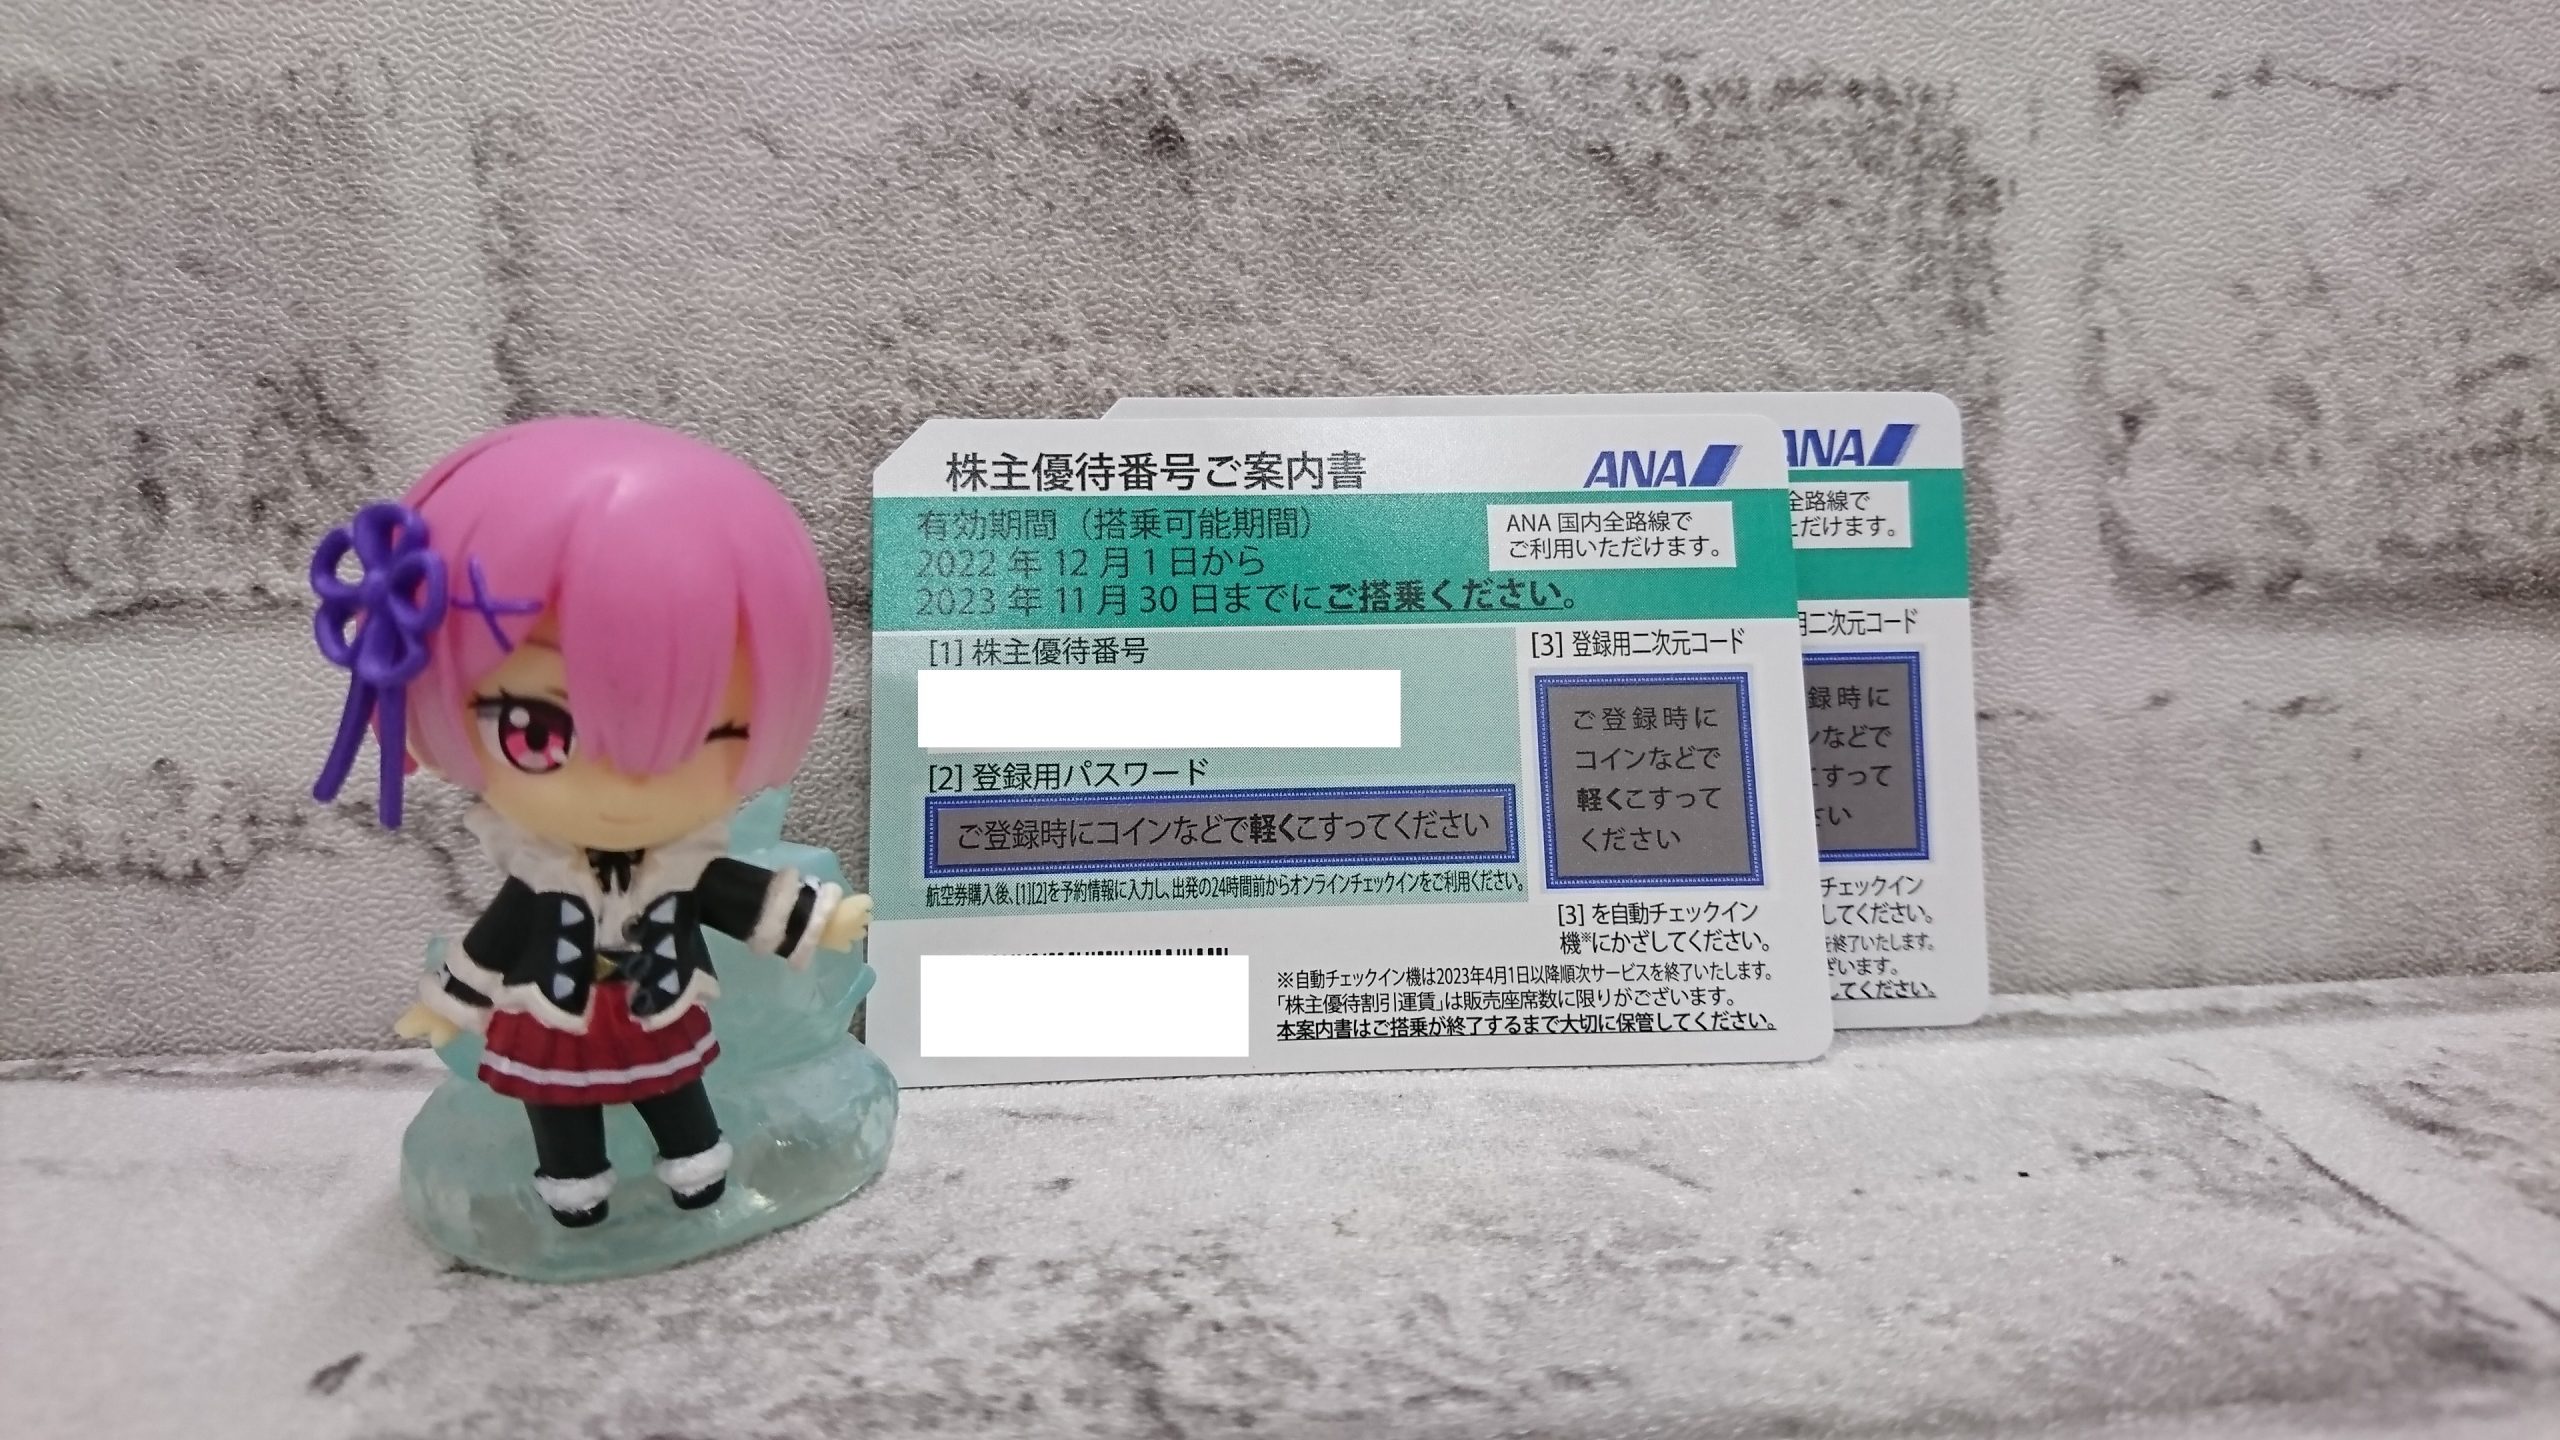 株主優待番号ご案内書
ANA
有効期間（搭乗可能期間）
2022年12月1日から
2023年11月30日までにご搭乗ください。
ANA国内全路線で
ご利用いただけます。
[1] 株主優待番号
[2] 登録用パスワード
ご登録時にコインなどで軽くこすってください
航空券購入後、[1][2]を予約情報に入力し、出発の24時間前からオンラインチェックインをご利用ください。
[3] 登録用二次元コード
ご登録時に
コインなどで
軽くこすって
ください
[3] を自動チェックイン
機※にかざしてください。
※自動チェックイン機は2023年4月1日以降順次サービスを終了いたします。
「株主優待割引運賃」は販売座席数に限りがございます。
本案内書はご搭乗が終了するまで大切に保管してください。
ANA
全路線で
ただけます。
用二次元コード
録時に
ンなどで
こすって
さい
チェックイン
してください。
を終了いたします。
ざいます。
してください。